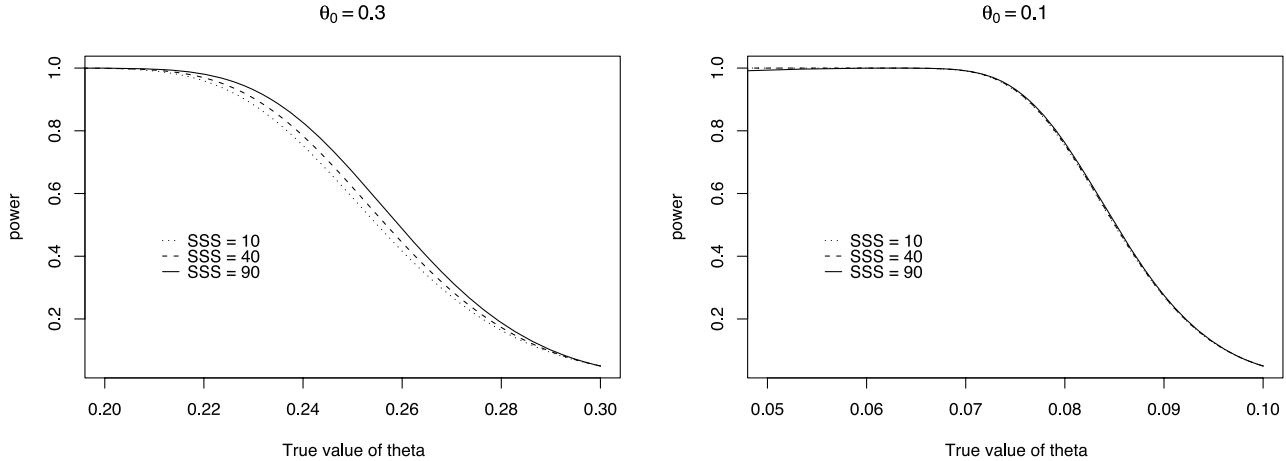 θ0 = 0.3
power
1.0
0.8
0.6
0.4
0.2
SSS = 10
SSS = 40
SSS = 90
0.20 0.22 0.24 0.26 0.28 0.30
True value of theta
θ0 = 0.1
power
1.0
0.8
0.6
0.4
0.2
SSS = 10
SSS = 40
SSS = 90
0.05 0.06 0.07 0.08 0.09 0.10
True value of theta